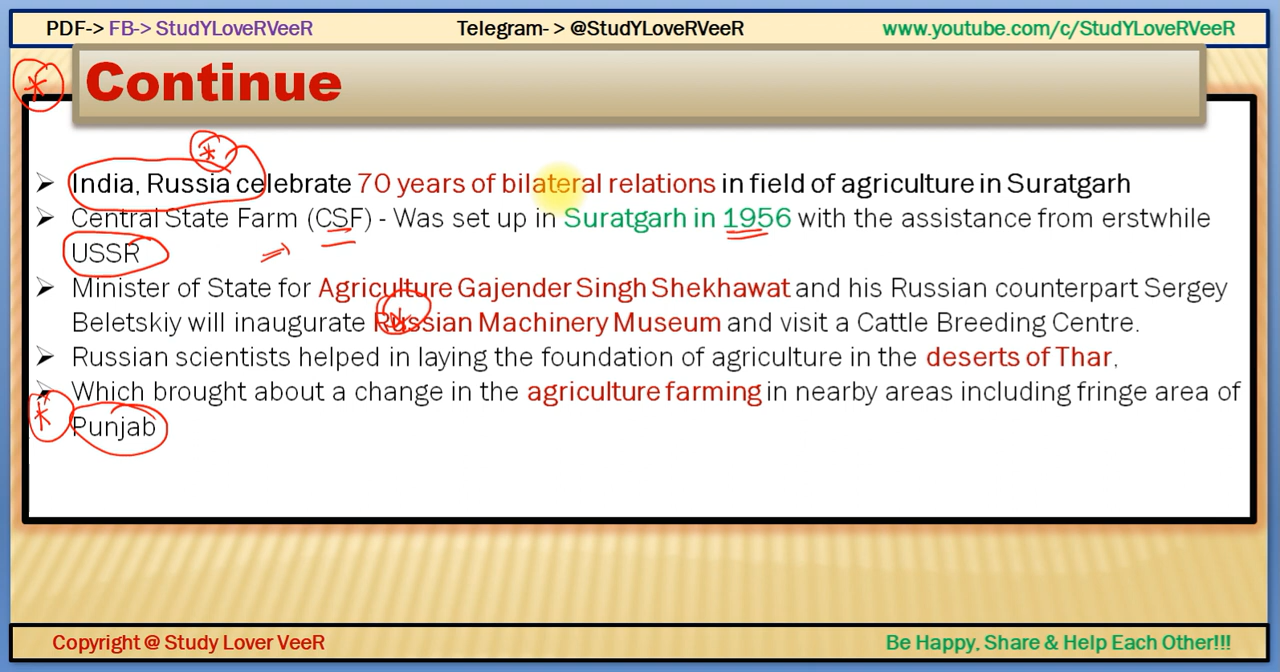 PDF-> FB-> StudYLoveRVeeR Telegram- > @StudYLoveRVeeR www.youtube.com/c/StudYLoveRVeeR
Continue
India, Russia celebrate 70 years of bilateral relations in field of agriculture in Suratgarh
Central State Farm (CSF) - Was set up in Suratgarh in 1956 with the assistance from erstwhile
USSR
Minister of State for Agriculture Gajender Singh Shekhawat and his Russian counterpart Sergey
Beletskiy will inaugurate Russian Machinery Museum and visit a Cattle Breeding Centre.
Russian scientists helped in laying the foundation of agriculture in the deserts of Thar,
Which brought about a change in the agriculture farming in nearby areas including fringe area of
Punjab
Copyright @ Study Lover VeeR Be Happy, Share & Help Each Other!!!